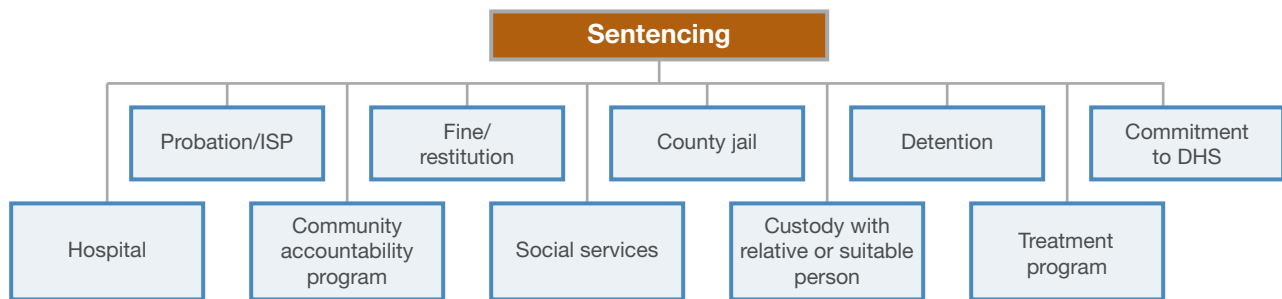 Sentencing
Probation/ISP
Fine/
restitution
County jail
Detention
Commitment
to DHS
Hospital
Community
accountability
program
Social services
Custody with
relative or suitable
person
Treatment
program